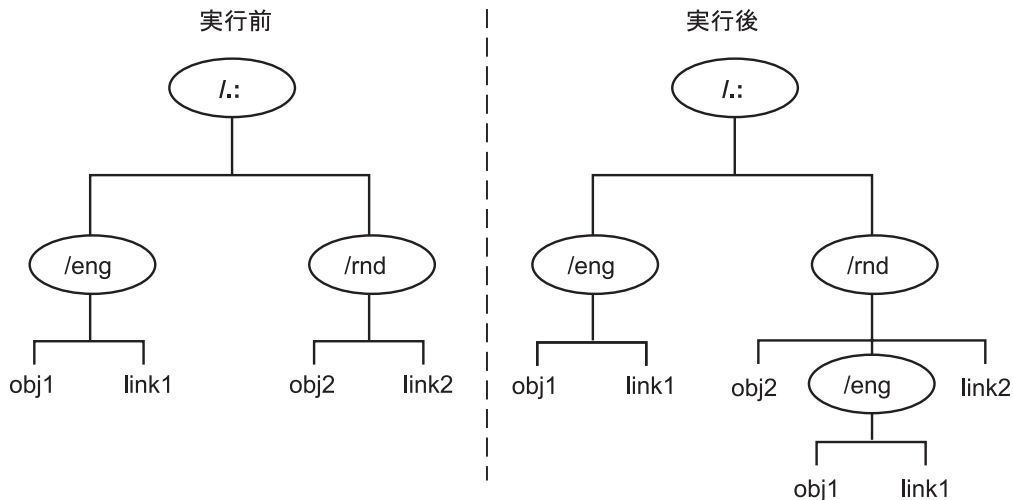 実行前
実行後
/.:
/.:
/eng
/rnd
/eng
/rnd
obj1
link1
obj2
link2
obj1
link1
obj2
/eng
link2
obj1
link1